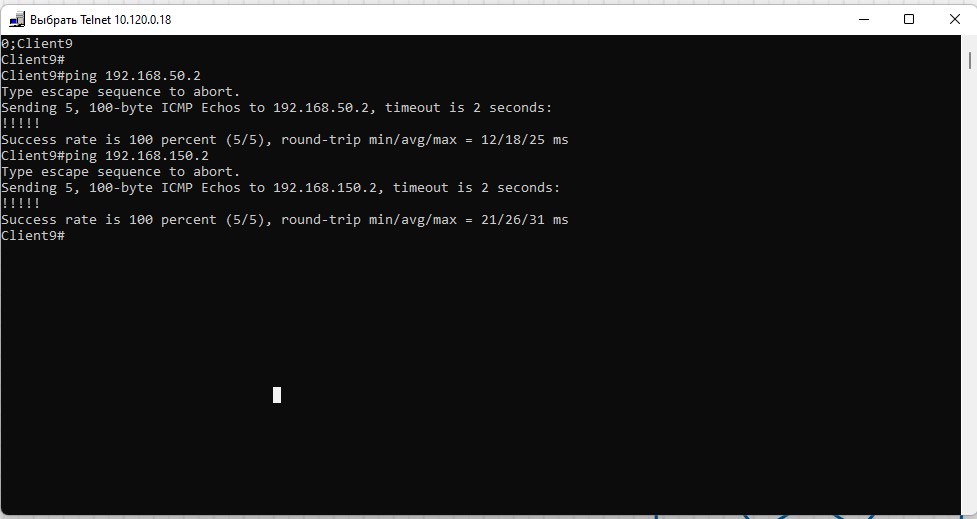 Выбрать Telnet 10.120.0.18
0;Client9
Client9#
Client9#ping 192.168.50.2
Type escape sequence to abort.
Sending 5, 100-byte ICMP Echos to 192.168.50.2, timeout is 2 seconds:
!!!!!
Success rate is 100 percent (5/5), round-trip min/avg/max = 12/18/25 ms
Client9#ping 192.168.150.2
Type escape sequence to abort.
Sending 5, 100-byte ICMP Echos to 192.168.150.2, timeout is 2 seconds:
!!!!!
Success rate is 100 percent (5/5), round-trip min/avg/max = 21/26/31 ms
Client9#